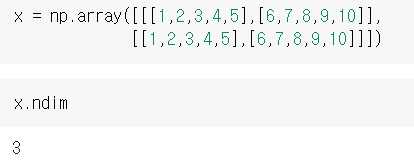 x = np.array([[[1,2,3,4,5],[6,7,8,9,10]],
[[1,2,3,4,5],[6,7,8,9,10]]])
x.ndim
3